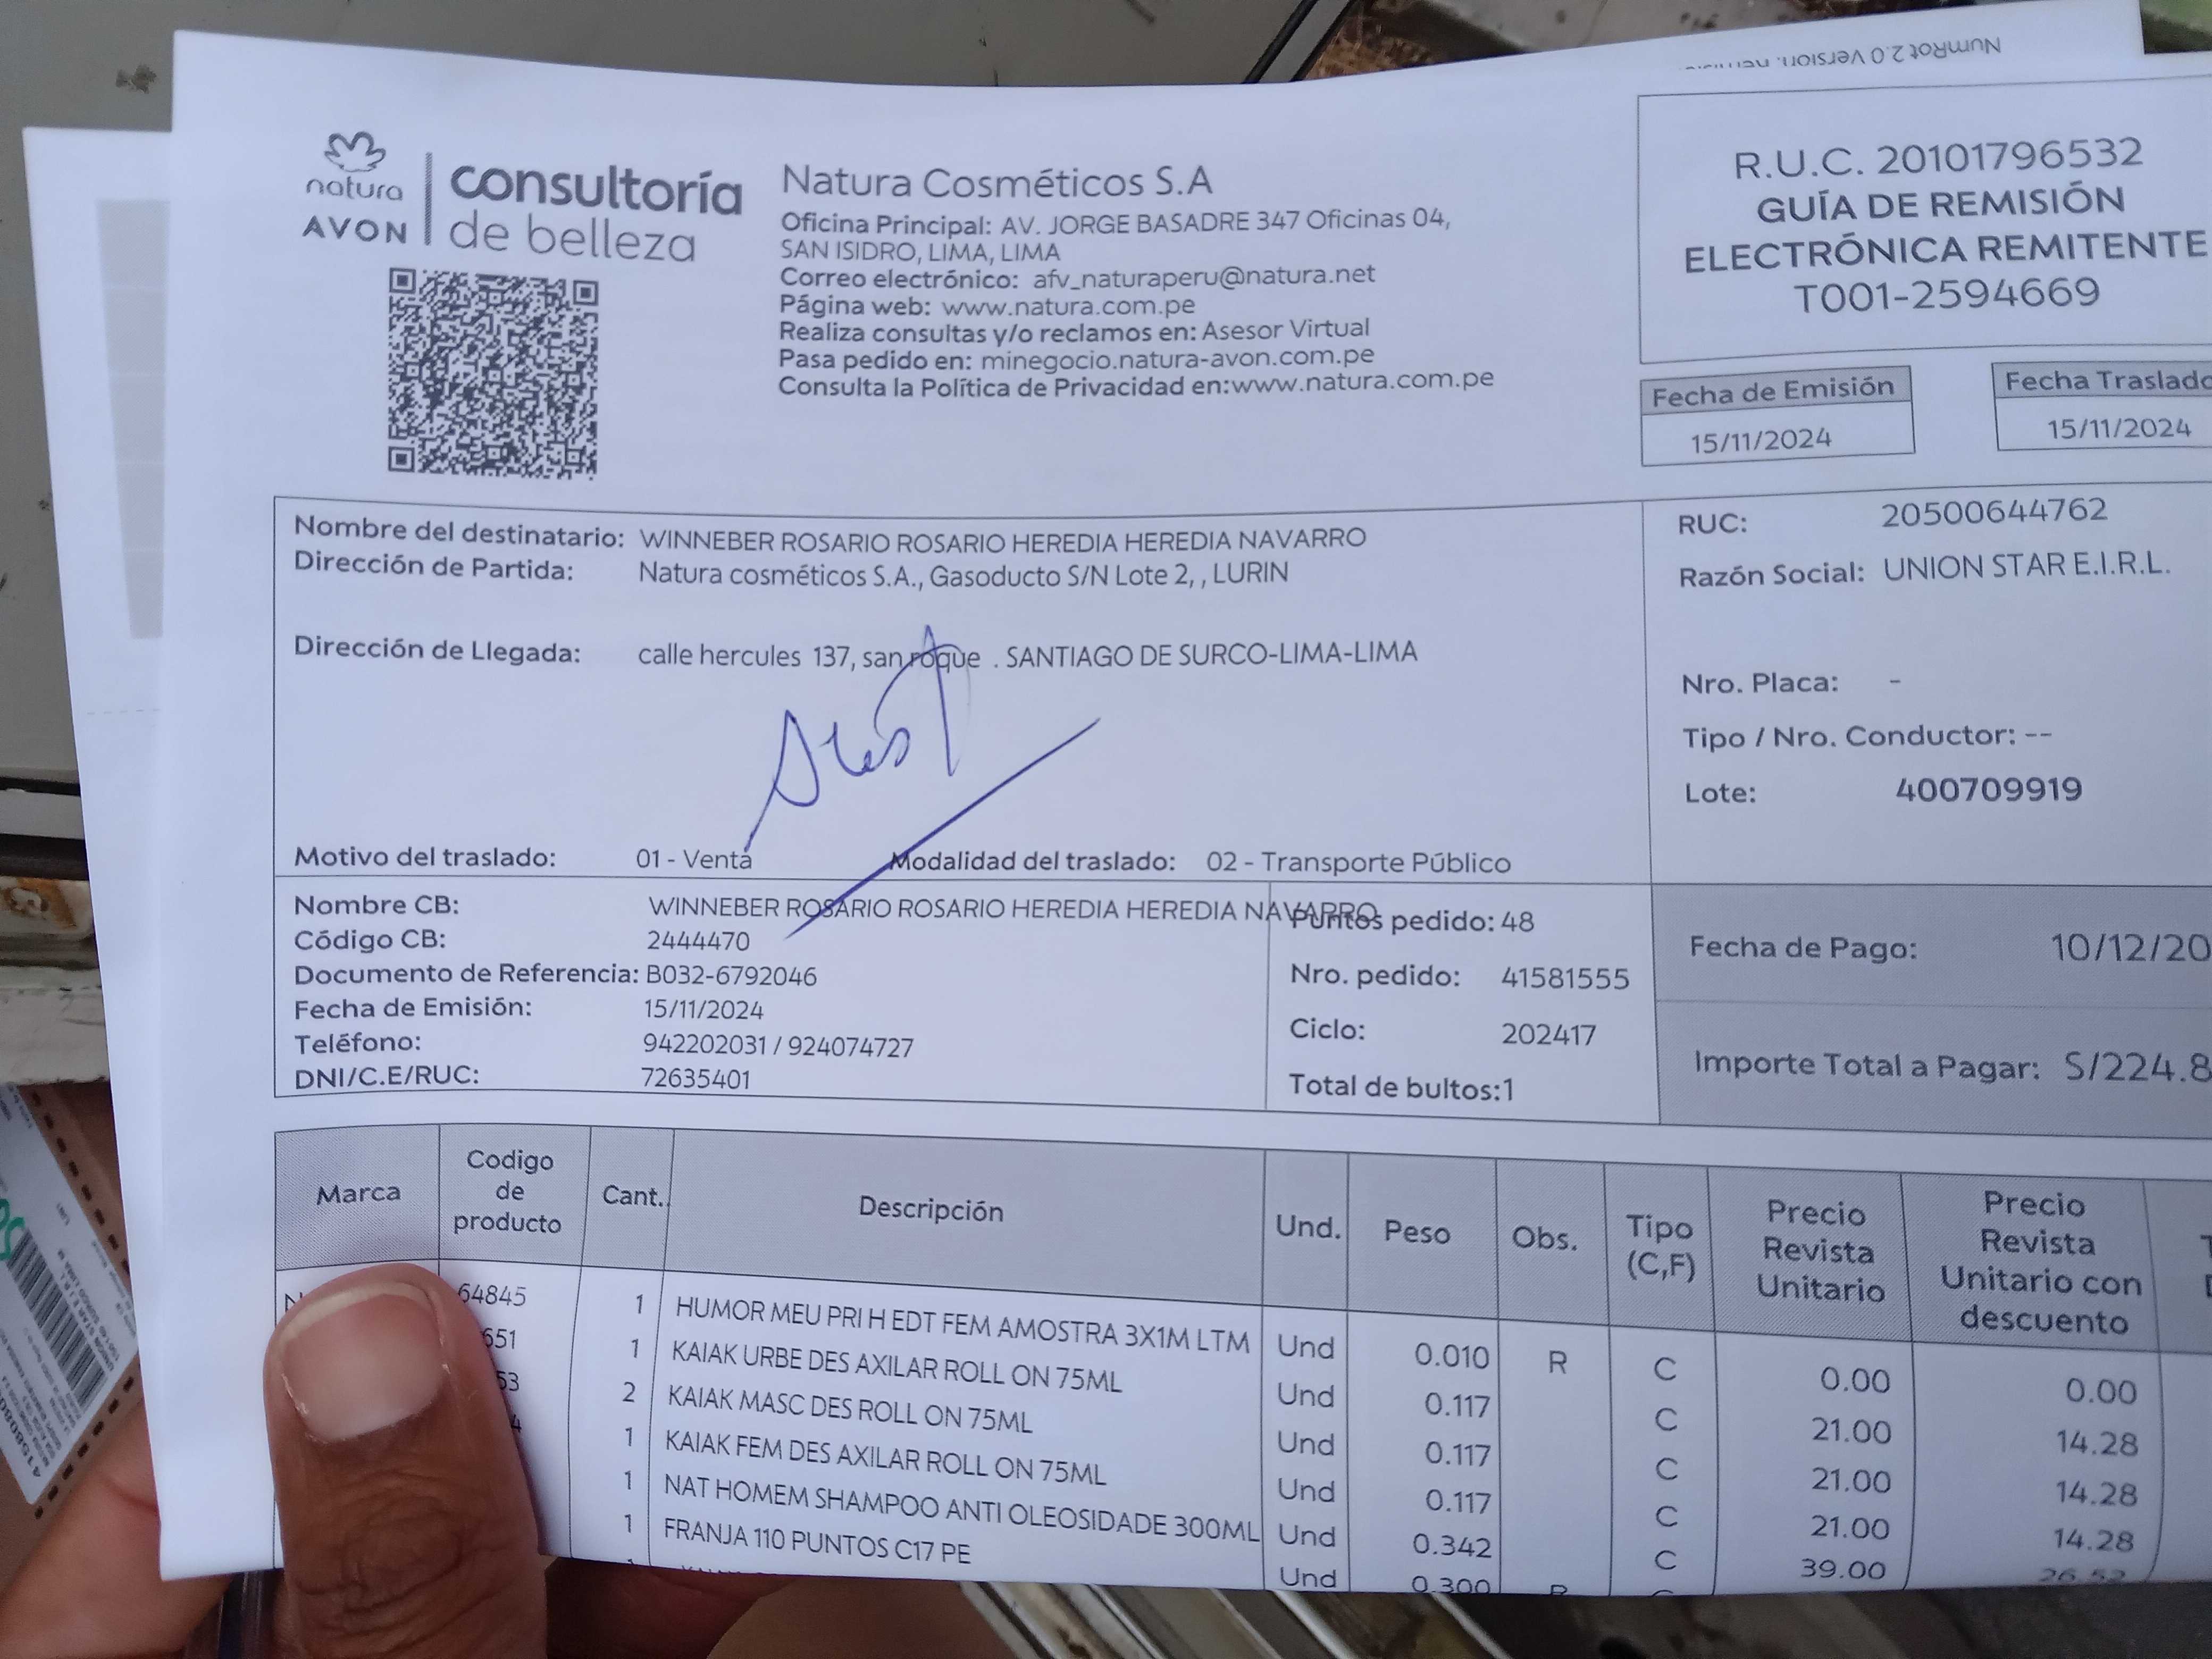 NumRot 2.0 Version:
natura
AVON
consultoría
de belleza
Natura Cosméticos S.A
Oficina Principal: AV. JORGE BASADRE 347 Oficinas 04,
SAN ISIDRO, LIMA, LIMA
Correo electrónico: afv_naturaperu@natura.net
Página web: www.natura.com.pe
Realiza consultas y/o reclamos en: Asesor Virtual
Pasa pedido en: minegocio.natura-avon.com.pe
Consulta la Política de Privacidad en:www.natura.com.pe
R.U.C. 20101796532
GUÍA DE REMISIÓN
ELECTRÓNICA REMITENTE
T001-2594669
Fecha de Emisión
15/11/2024
Fecha Traslado
15/11/2024
Nombre del destinatario: WINNEBER ROSARIO ROSARIO HEREDIA HEREDIA NAVARRO
Dirección de Partida: Natura cosméticos S.A., Gasoducto S/N Lote 2, , LURIN
Dirección de Llegada: calle hercules 137, san roque . SANTIAGO DE SURCO-LIMA-LIMA
Motivo del traslado: 01 - Venta Modalidad del traslado: 02 - Transporte Público
RUC: 20500644762
Razón Social: UNION STAR E.I.R.L.
Nro. Placa: -
Tipo / Nro. Conductor: --
Lote: 400709919
Nombre CB: WINNEBER ROSARIO ROSARIO HEREDIA HEREDIA NAVARRO
Código CB: 2444470
Documento de Referencia: B032-6792046
Fecha de Emisión: 15/11/2024
Teléfono: 942202031 / 924074727
DNI/C.E/RUC: 72635401
Puntos pedido: 48
Nro. pedido: 41581555
Ciclo: 202417
Total de bultos:1
Fecha de Pago: 10/12/20
Importe Total a Pagar: S/224.8
Marca Codigo de producto Cant. Descripción Und. Peso Obs. Tipo (C,F) Precio Revista Unitario Precio Revista Unitario con descuento
64845 1 HUMOR MEU PRI H EDT FEM AMOSTRA 3X1M LTM Und 0.010 R C 0.00 0.00
651 1 KAIAK URBE DES AXILAR ROLL ON 75ML Und 0.117 C 21.00 14.28
53 2 KAIAK MASC DES ROLL ON 75ML Und 0.117 C 21.00 14.28
4 1 KAIAK FEM DES AXILAR ROLL ON 75ML Und 0.117 C 21.00 14.28
1 NAT HOMEM SHAMPOO ANTI OLEOSIDADE 300ML Und 0.342 C 39.00 26.52
1 FRANJA 110 PUNTOS C17 PE Und 0.300 R